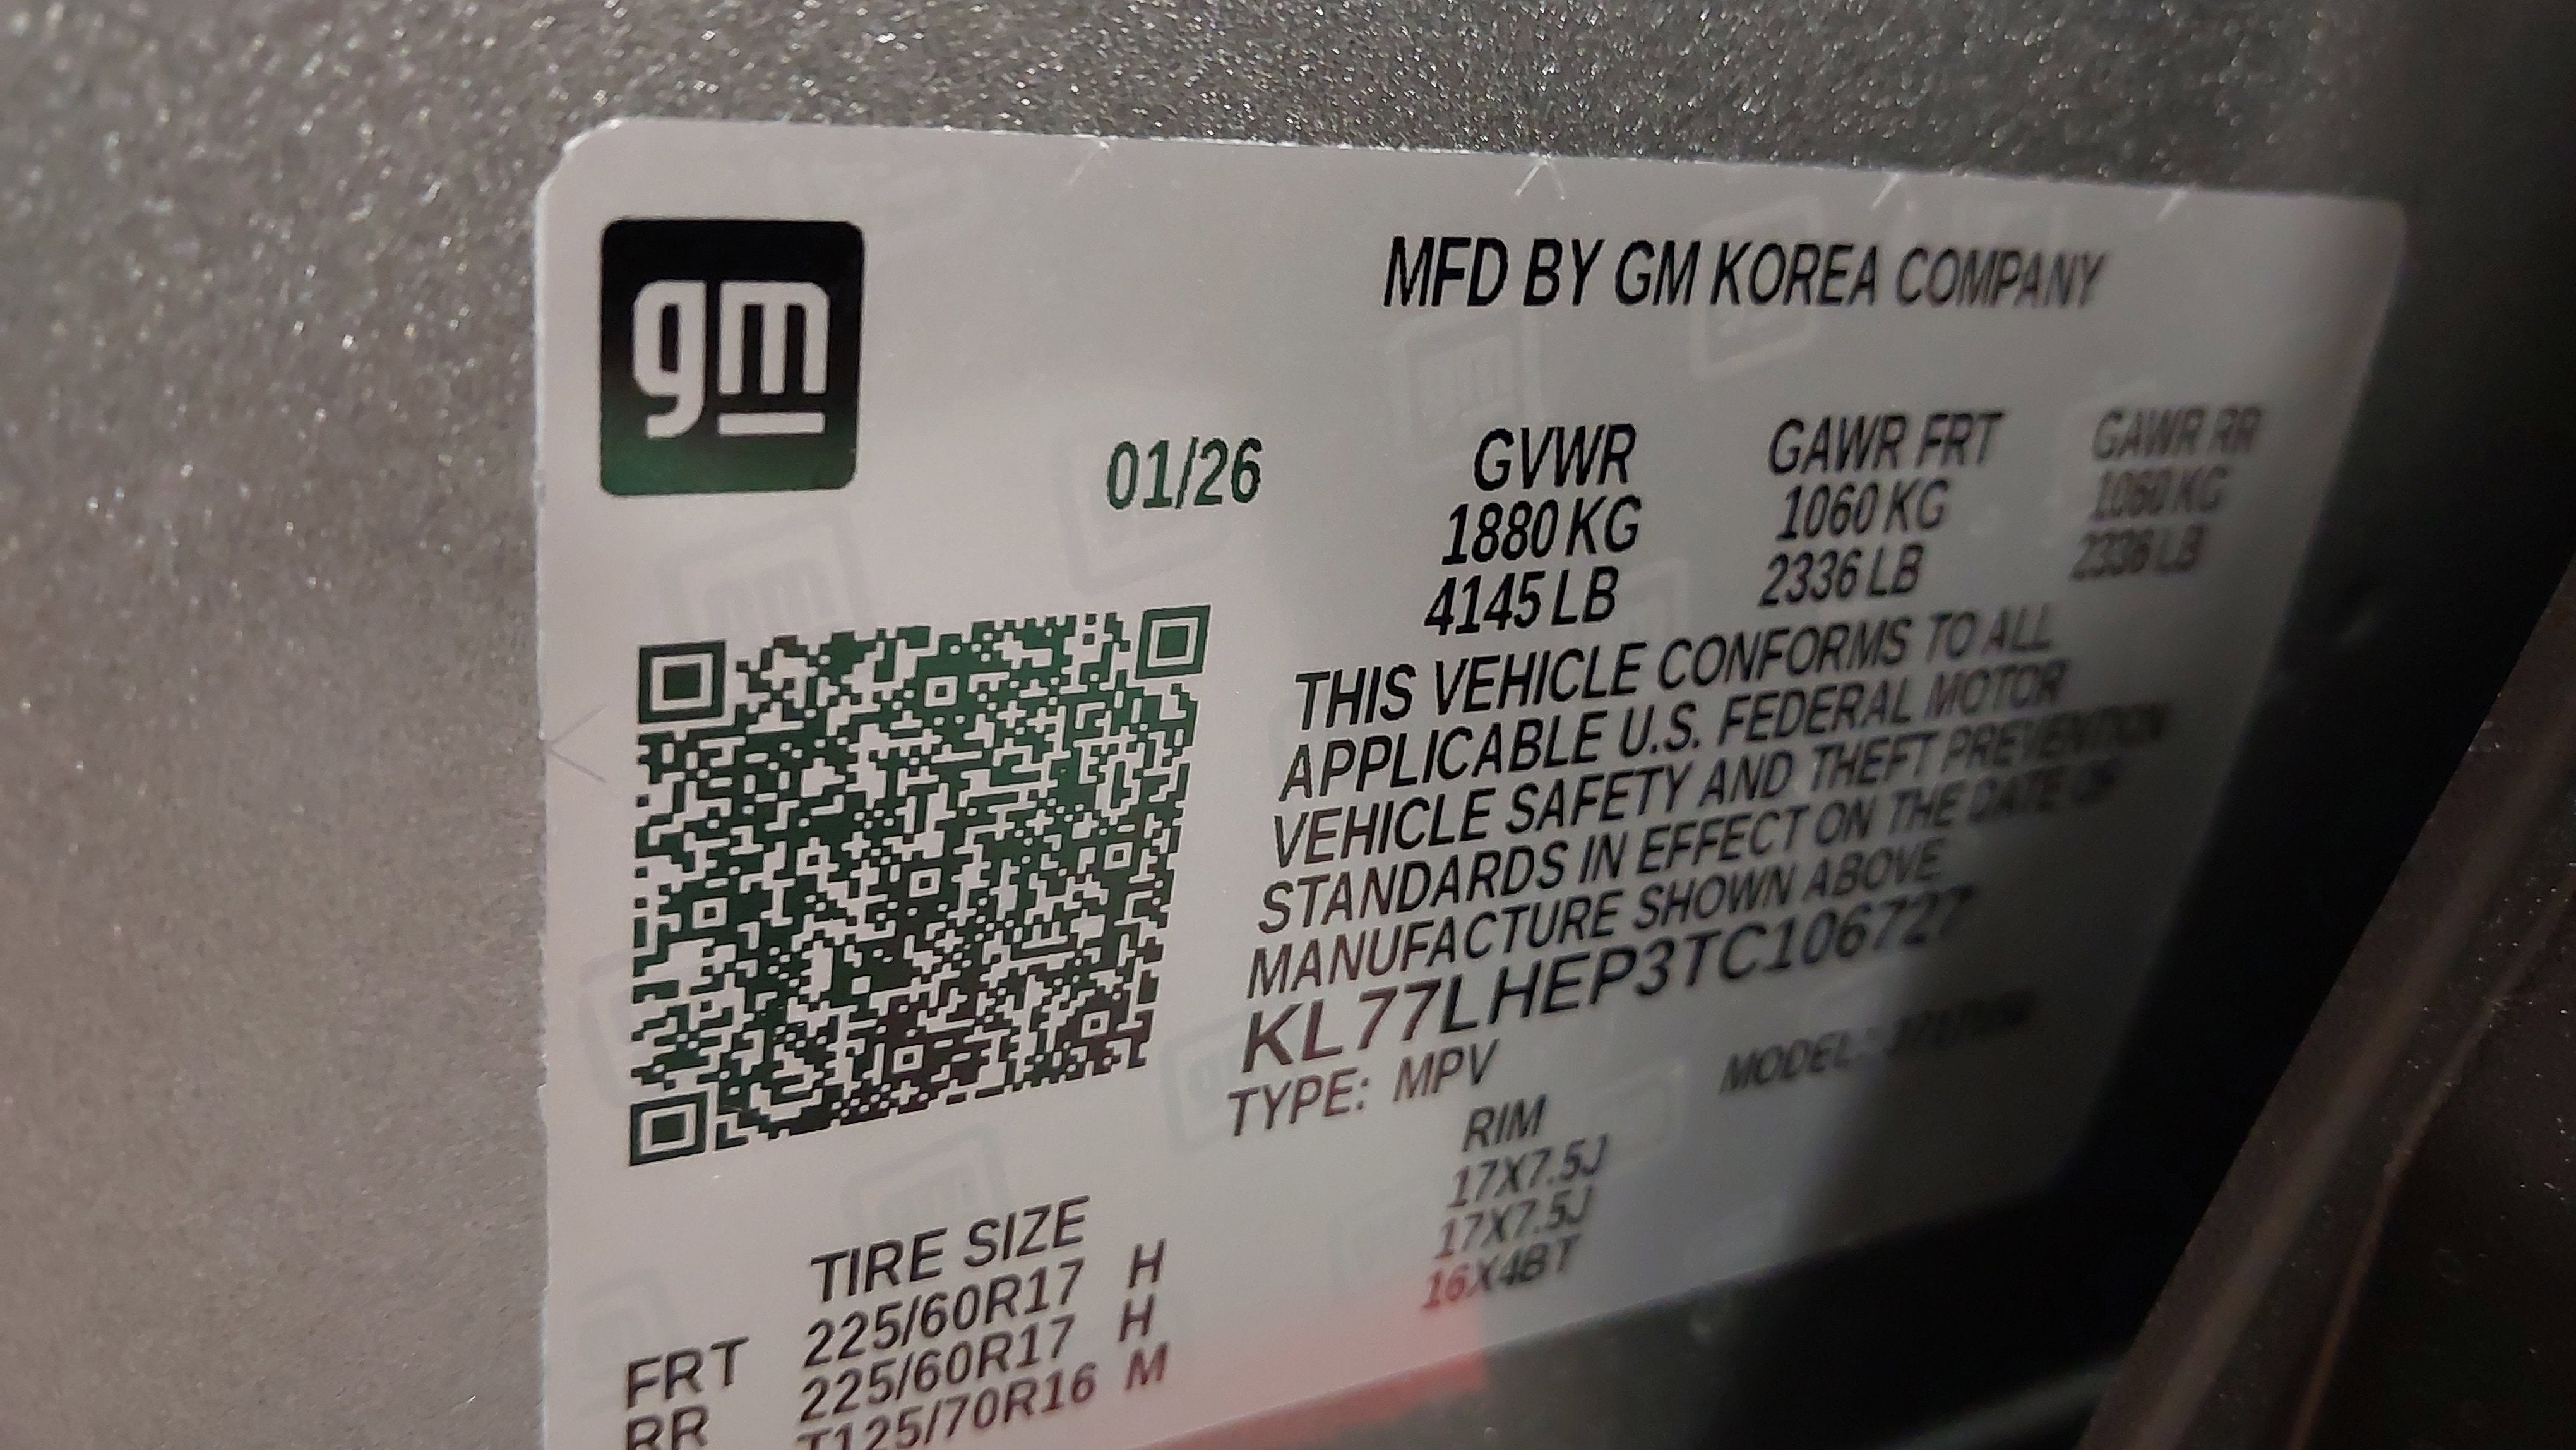 gm
MFD BY GM KOREA COMPANY
01/26
GVWR GAWR FRT GAWR RR
1880 KG 1060 KG 1060 KG
4145 LB 2336 LB 2336 LB
THIS VEHICLE CONFORMS TO ALL
APPLICABLE U.S. FEDERAL MOTOR
VEHICLE SAFETY AND THEFT PREVENTION
STANDARDS IN EFFECT ON THE DATE OF
MANUFACTURE SHOWN ABOVE
KL77LHEP3TC106727
TYPE: MPV MODEL:
TIRE SIZE RIM
FRT 225/60R17 H 17X7.5J
RR 225/60R17 H 17X7.5J
T125/70R16 M 16X4BT